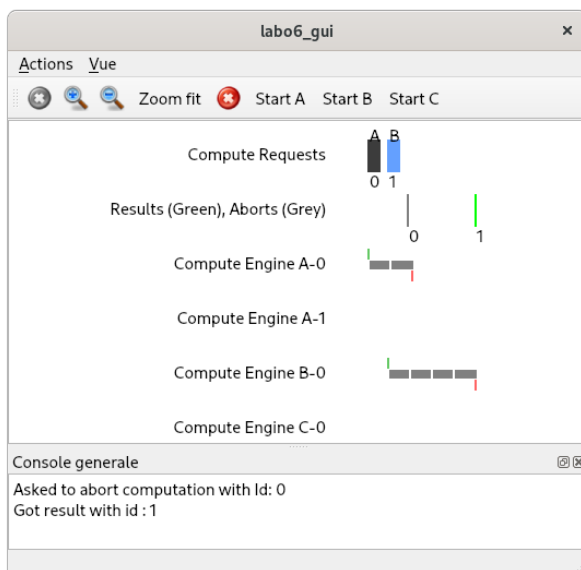 labo6_gui
Actions Vue
Zoom fit Start A Start B Start C
A B
Compute Requests
0 1
Results (Green), Aborts (Grey)
0 1
Compute Engine A-0
Compute Engine A-1
Compute Engine B-0
Compute Engine C-0
Console generale
Asked to abort computation with Id: 0
Got result with id : 1